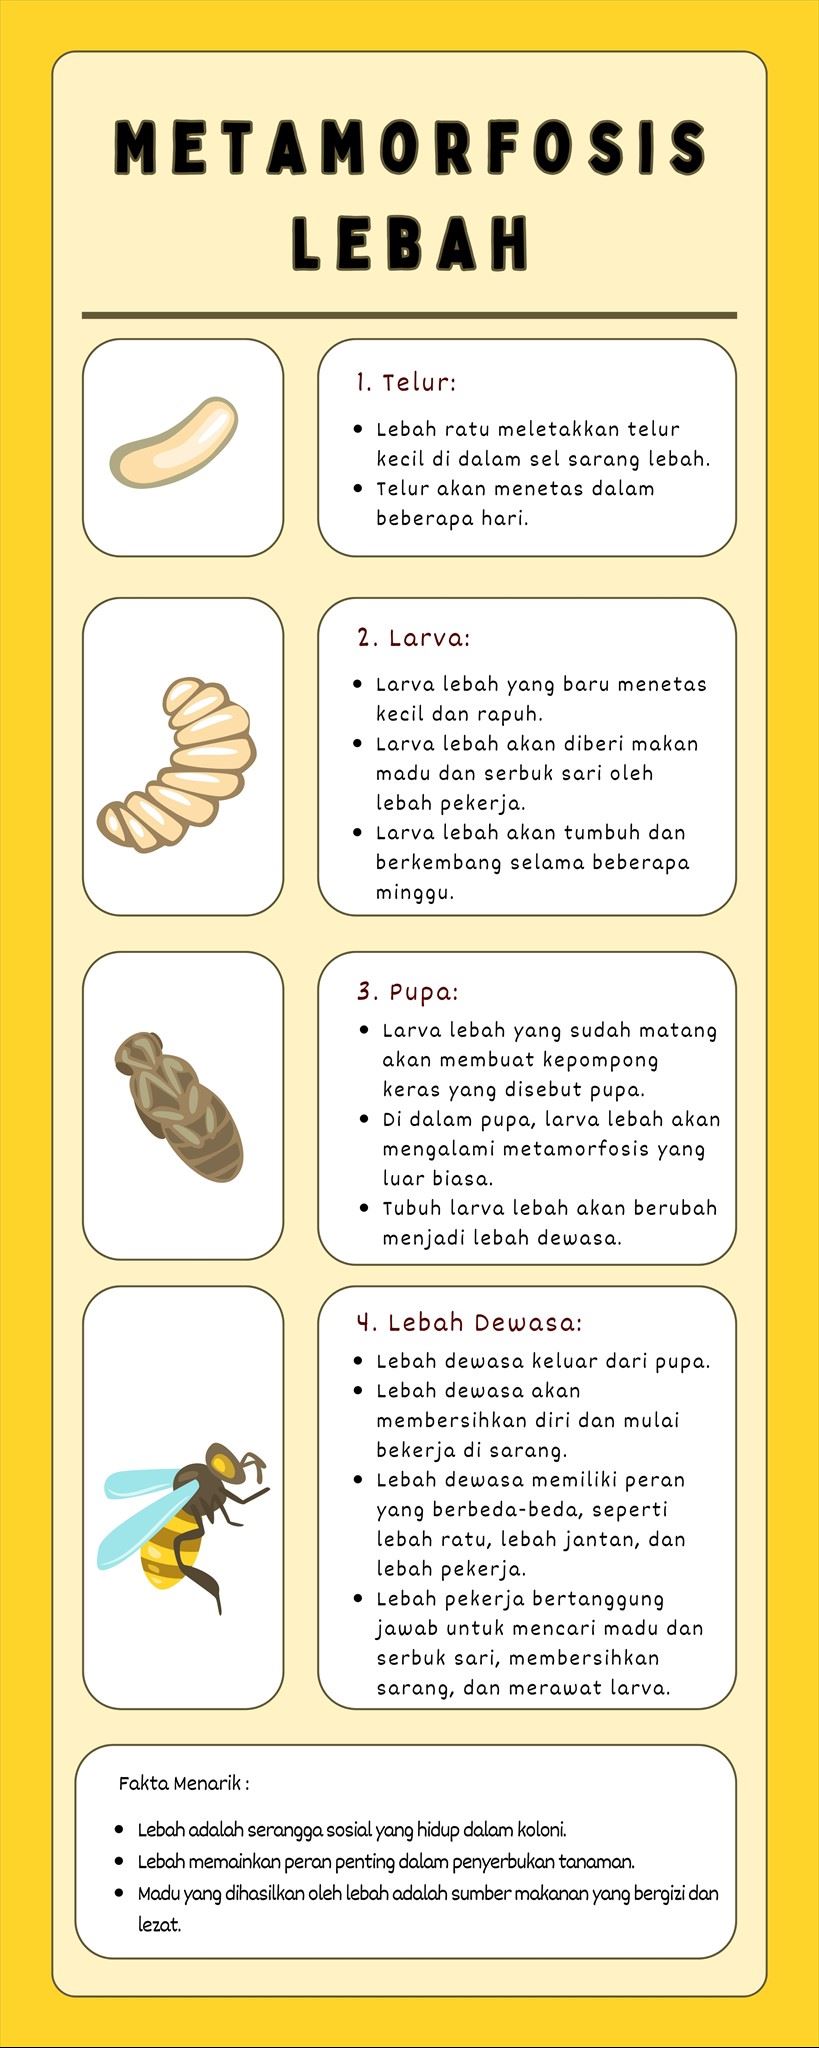 METAMORFOSIS
LEBAH
1. Telur:
• Lebah ratu meletakkan telur
kecil di dalam sel sarang lebah.
• Telur akan menetas dalam
beberapa hari.
2. Larva:
• Larva lebah yang baru menetas
kecil dan rapuh.
• Larva lebah akan diberi makan
madu dan serbuk sari oleh
lebah pekerja.
• Larva lebah akan tumbuh dan
berkembang selama beberapa
minggu.
3. Pupa:
• Larva lebah yang sudah matang
akan membuat kepompong
keras yang disebut pupa.
• Di dalam pupa, larva lebah akan
mengalami metamorfosis yang
luar biasa.
• Tubuh larva lebah akan berubah
menjadi lebah dewasa.
4. Lebah Dewasa:
• Lebah dewasa keluar dari pupa.
• Lebah dewasa akan
membersihkan diri dan mulai
bekerja di sarang.
• Lebah dewasa memiliki peran
yang berbeda-beda, seperti
lebah ratu, lebah jantan, dan
lebah pekerja.
• Lebah pekerja bertanggung
jawab untuk mencari madu dan
serbuk sari, membersihkan
sarang, dan merawat larva.
Fakta Menarik :
• Lebah adalah serangga sosial yang hidup dalam koloni.
• Lebah memainkan peran penting dalam penyerbukan tanaman.
• Madu yang dihasilkan oleh lebah adalah sumber makanan yang bergizi dan
lezat.